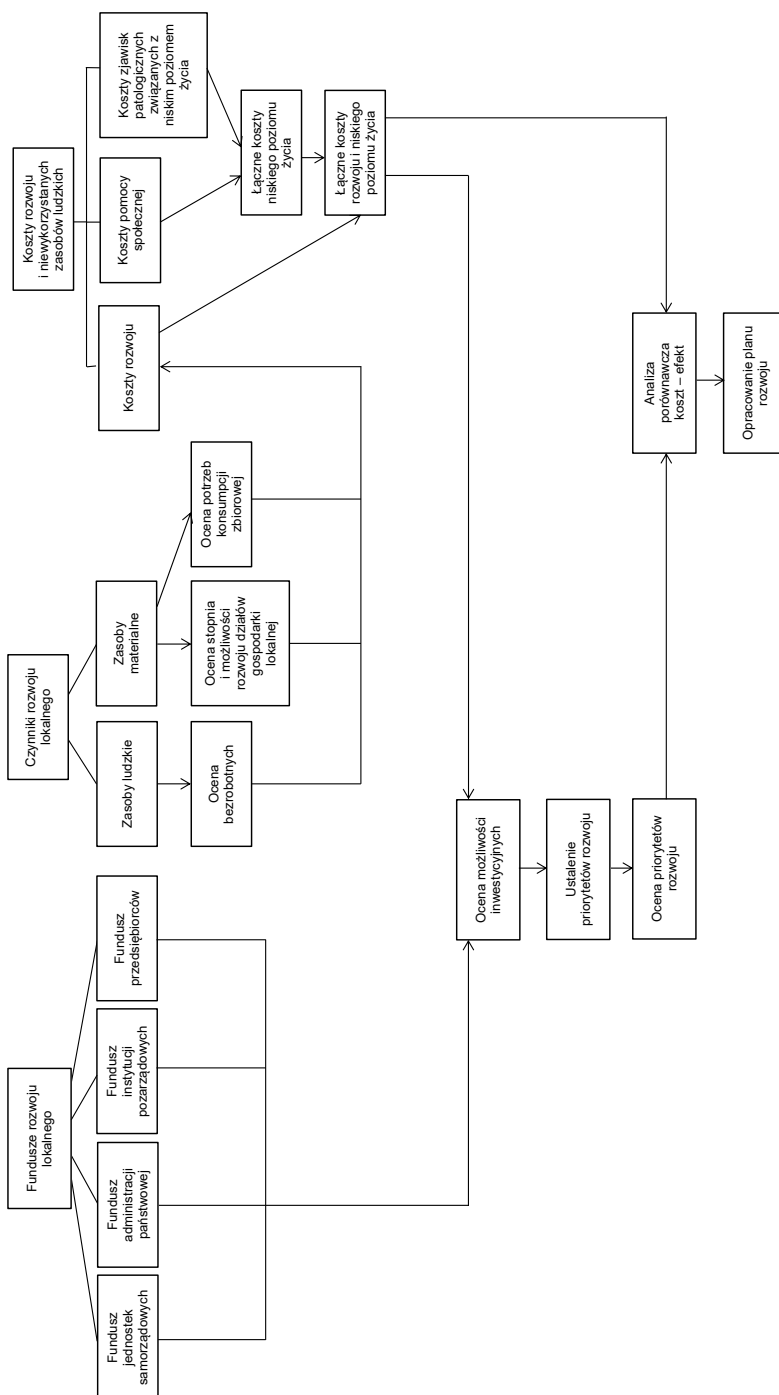 Fundusze rozwoju
lokalnego
Czynniki rozwoju
lokalnego
Koszty rozwoju
i niewykorzystanych
zasobów ludzkich
Fundusz
jednostek
samorządowych
Fundusz
administracji
państwowej
Fundusz
instytucji
pozarządowych
Fundusz
przedsiębiorców
Zasoby ludzkie
Zasoby
materialne
Koszty rozwoju
Koszty pomocy
społecznej
Koszty zjawisk
patologicznych
związanych z
niskim poziomem
życia
Ocena
bezrobotnych
Ocena stopnia
i możliwości
rozwoju działów
gospodarki
lokalnej
Ocena potrzeb
konsumpcji
zbiorowej
Łączne koszty
niskiego poziomu
życia
Łączne koszty
rozwoju i niskiego
poziomu życia
Ocena możliwości
inwestycyjnych
Ustalenie
priorytetów rozwoju
Ocena priorytetów
rozwoju
Analiza
porównawcza
koszt – efekt
Opracowanie planu
rozwoju